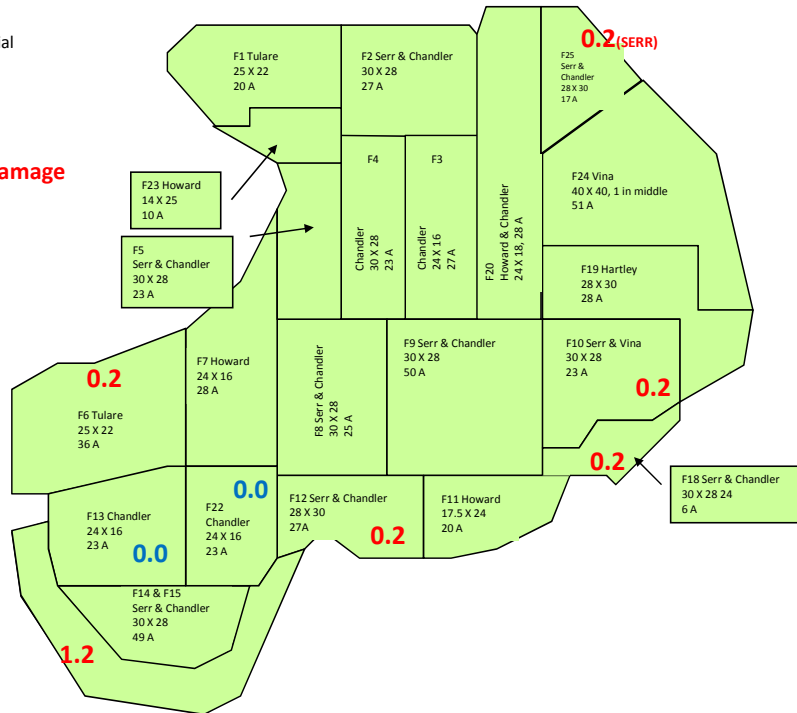 ial
amage
F1 Tulare
25 X 22
20 A
F2 Serr & Chandler
30 X 28
27 A
0.2(SERR)
F25
Serr &
Chandler
28 X 30
17 A
F23 Howard
14 X 25
10 A
F4
Chandler
30 X 28
23 A
F3
Chandler
24 X 16
27 A
F20
Howard & Chandler
24 X 18, 28 A
F24 Vina
40 X 40, 1 in middle
51 A
F5
Serr & Chandler
30 X 28
23 A
F19 Hartley
28 X 30
28 A
F7 Howard
24 X 16
28 A
F8 Serr & Chandler
30 X 28
25 A
F9 Serr & Chandler
30 X 28
50 A
F10 Serr & Vina
30 X 28
23 A
0.2
0.2
F6 Tulare
25 X 22
36 A
0.2
F18 Serr & Chandler
30 X 28 24
6 A
F13 Chandler
24 X 16
23 A
0.0
0.0
F22
Chandler
24 X 16
23 A
F12 Serr & Chandler
28 X 30
27A
0.2
F11 Howard
17.5 X 24
20 A
F14 & F15
Serr & Chandler
30 X 28
49 A
1.2